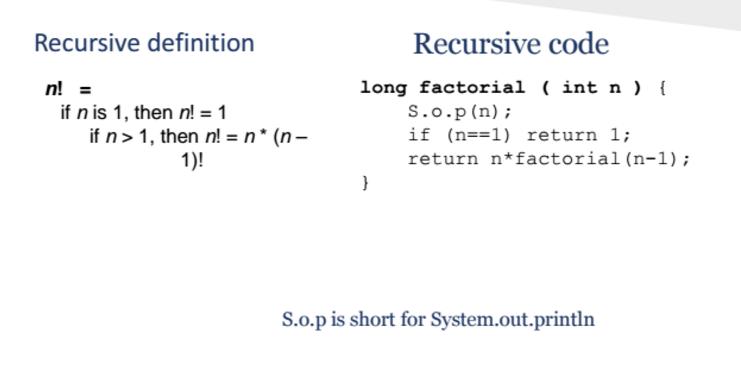 Recursive definition
n! =
if n is 1, then n! = 1
if n > 1, then n! = n * (n –
1)!
Recursive code
long factorial ( int n ) {
S.o.p(n);
if (n==1) return 1;
return n*factorial(n-1);
}
S.o.p is short for System.out.println